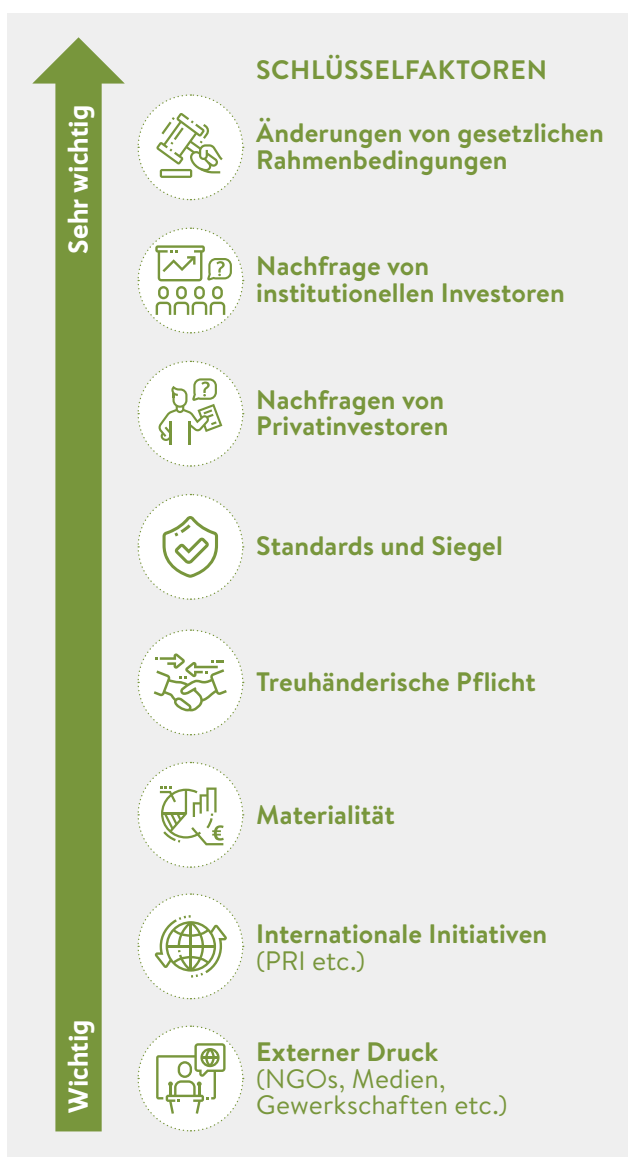 SCHLÜSSELFAKTOREN
Sehr wichtig
Änderungen von gesetzlichen
Rahmenbedingungen
?
Nachfrage von
institutionellen Investoren
?
Nachfragen von
Privatinvestoren
Standards und Siegel
Treuhänderische Pflicht
€
Materialität
Internationale Initiativen
(PRI etc.)
Wichtig
Externer Druck
(NGOs, Medien,
Gewerkschaften etc.)